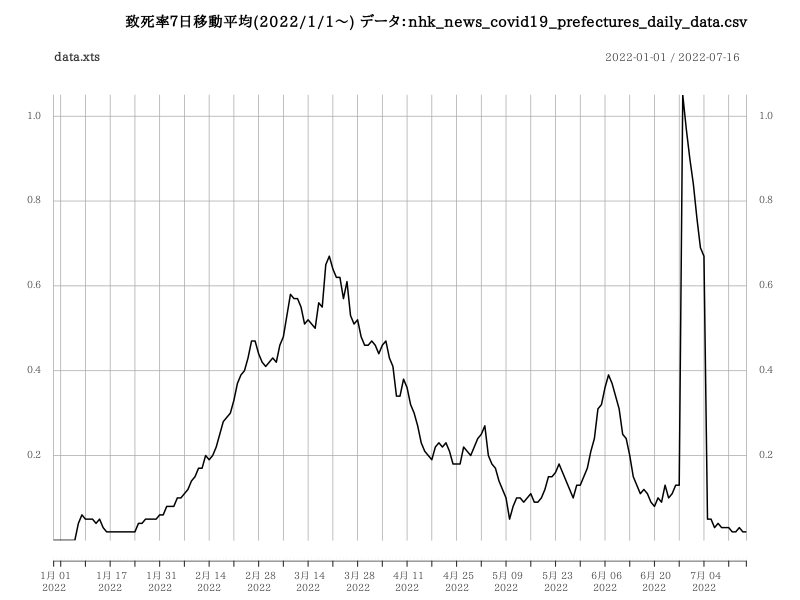 致死率7日移動平均(2022/1/1〜) データ:nhk_news_covid19_prefectures_daily_data.csv
data.xts 2022-01-01 / 2022-07-16
1.0 1.0
0.8 0.8
0.6 0.6
0.4 0.4
0.2 0.2
1月 01 1月 17 1月 31 2月 14 2月 28 3月 14 3月 28 4月 11 4月 25 5月 09 5月 23 6月 06 6月 20 7月 04
2022 2022 2022 2022 2022 2022 2022 2022 2022 2022 2022 2022 2022 2022